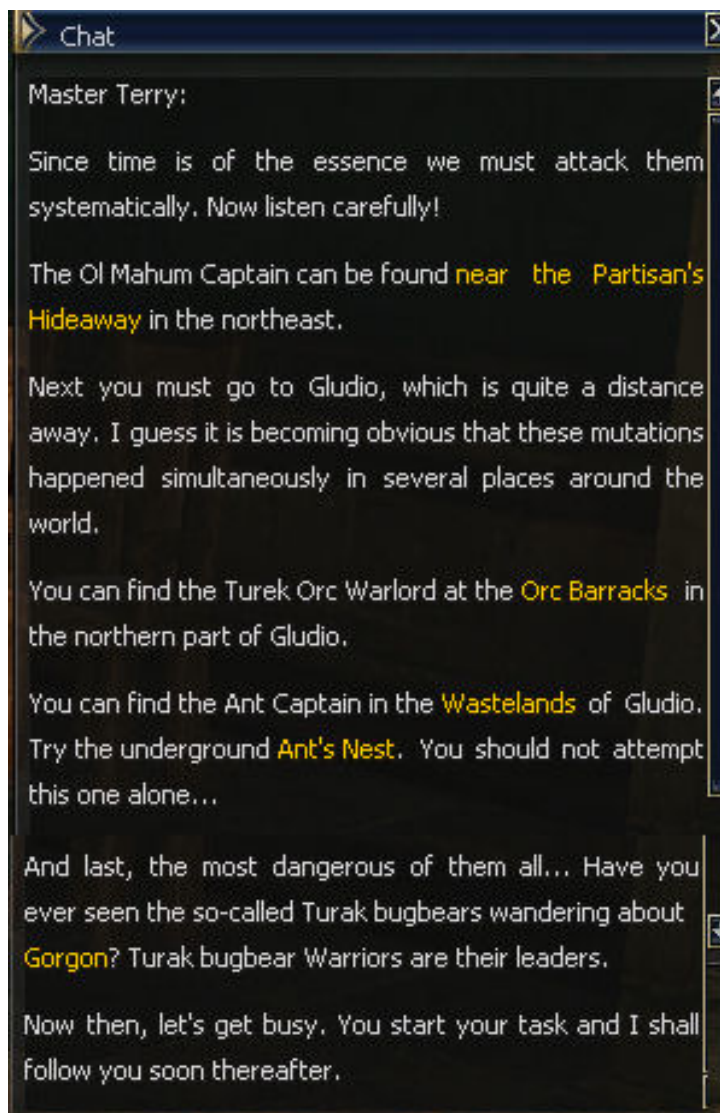 Chat
Master Terry:
Since time is of the essence we must attack them
systematically. Now listen carefully!
The Ol Mahum Captain can be found near the Partisan's
Hideaway in the northeast.
Next you must go to Gludio, which is quite a distance
away. I guess it is becoming obvious that these mutations
happened simultaneously in several places around the
world.
You can find the Turek Orc Warlord at the Orc Barracks in
the northern part of Gludio.
You can find the Ant Captain in the Wastelands of Gludio.
Try the underground Ant's Nest. You should not attempt
this one alone...
And last, the most dangerous of them all... Have you
ever seen the so-called Turak bugbears wandering about
Gorgon? Turak bugbear Warriors are their leaders.
Now then, let's get busy. You start your task and I shall
follow you soon thereafter.